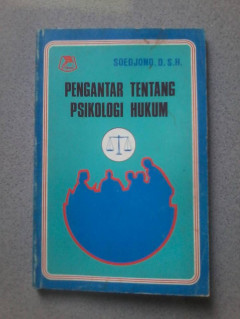 SOEDJONO, D. S.H.
PENGANTAR TENTANG
PSIKOLOGI HUKUM